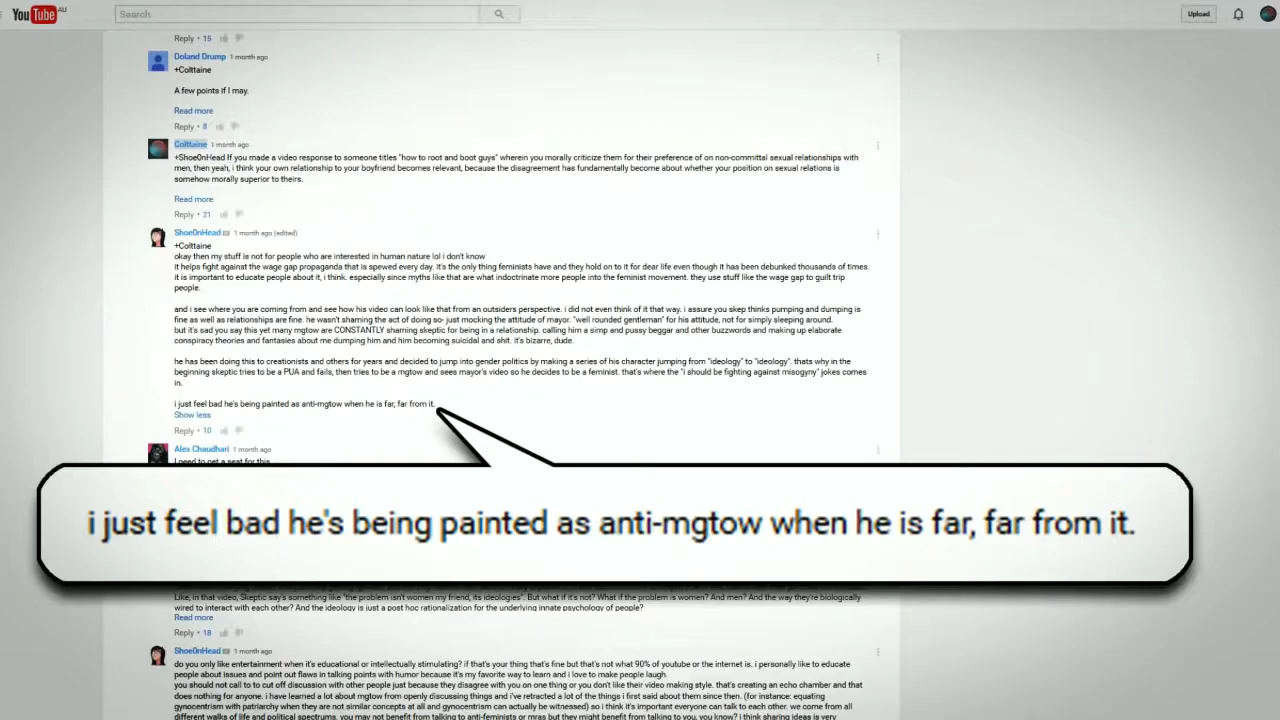 YouTube AU
Search
Upload
Reply • 15
Doland Drump 1 month ago
+Colttaine
A few points if I may.
Read more
Reply • 8
Colttaine 1 month ago
+Shoe0nHead If you made a video response to someone titles "how to root and boot guys" wherein you morally criticize them for their preference of on non-committal sexual relationships with
men, then yeah, i think your own relationship to your boyfriend becomes relevant, because the disagreement has fundamentally become about whether your position on sexual relations is
somehow morally superior to theirs.
Read more
Reply • 21
Shoe0nHead 1 month ago (edited)
+Colttaine
okay then my stuff is not for people who are interested in human nature lol i don't know
it helps fight against the wage gap propaganda that is spewed every day. it's the only thing feminists have and they hold on to it for dear life even though it has been debunked thousands of times.
it is important to educate people about it, i think. especially since myths like that are what indoctrinate more people into the feminist movement. they use stuff like the wage gap to guilt trip
people.
and i see where you are coming from and see how his video can look like that from an outsiders perspective. i did not even think of it that way. i assure you skep thinks pumping and dumping is
fine as well as relationships are fine. he wasn't sharing the act of doing so- just mocking the attitude of mayor. "well rounded gentleman" for his attitude, not for simply sleeping around.
but it's sad you say this yet many mgtow are CONSTANTLY shaming skeptic for being in a relationship. calling him a simp and pussy beggar and other buzzwords and making up elaborate
conspiracy theories and fantasies about me dumping him and him becoming suicidal and shit. it's bizarre, dude.
he has been doing this to creationists and others for years and decided to jump into gender politics by making a series of his character jumping from "ideology" to "ideology". thats why in the
beginning skeptic tries to be a PUA and fails, then tries to be a mgtow and sees mayor's video so he decides to be a feminist. that's where the "i should be fighting against misogyny" jokes comes
in.
i just feel bad he's being painted as anti-mgtow when he is far, far from it.
Show less
Reply • 10
Alex Chaudhari 1 month ago
I need to get a seat for this
i just feel bad he's being painted as anti-mgtow when he is far, far from it.
Like, in that video, Skeptic say's something like "the problem isn't women my friend, its ideologies". But what if it's not? What if the problem is women? And men? And the way they're biologically
wired to interact with each other? And the ideology is just a post hoc rationalization for the underlying innate psychology of people?
Read more
Reply • 18
Shoe0nHead 1 month ago
do you only like entertainment when it's educational or intellectually stimulating? if that's your thing that's fine but that's not what 90% of youtube or the internet is. i personally like to educate
people about issues and point out flaws in talking points with humor because it's my favorite way to learn and i love to make people laugh.
you should not call to to cut off discussion with other people just because they disagree with you on one thing or you don't like their video making style. that's creating an echo chamber and that
does nothing for anyone. i have learned a lot about mgtow from openly discussing things and i've retracted a lot of the things i first said about them since then. (for instance: equating
gynocentrism with patriarchy when they are not similar concepts at all and gynocentrism can actually be witnessed) so i think it's important everyone can talk to each other. we come from all
different walks of life and political spectrums. you may not benefit from talking to anti-feminists or mras but they might benefit from talking to you, you know? i think sharing ideas is very